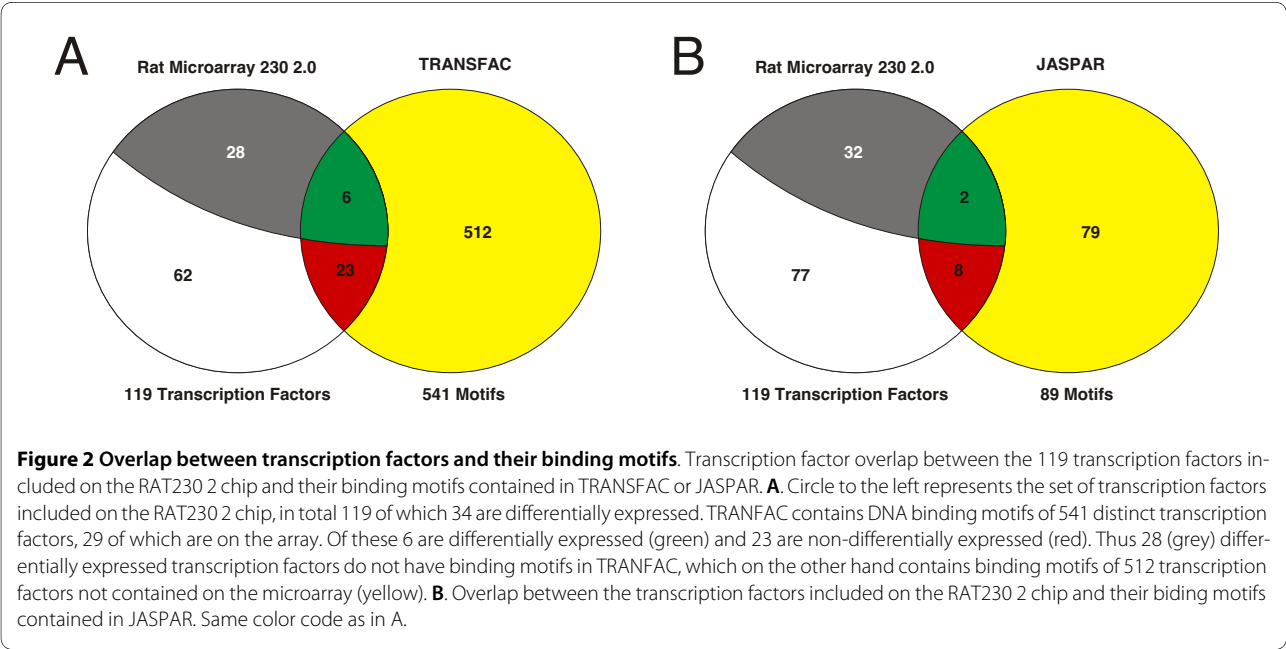 A
Rat Microarray 230 2.0
TRANSFAC
28
6
512
62
23
119 Transcription Factors
541 Motifs
B
Rat Microarray 230 2.0
JASPAR
32
2
79
77
8
119 Transcription Factors
89 Motifs
Figure 2 Overlap between transcription factors and their binding motifs. Transcription factor overlap between the 119 transcription factors in-
cluded on the RAT230 2 chip and their binding motifs contained in TRANSFAC or JASPAR. A. Circle to the left represents the set of transcription factors
included on the RAT230 2 chip, in total 119 of which 34 are differentially expressed. TRANFAC contains DNA binding motifs of 541 distinct transcription
factors, 29 of which are on the array. Of these 6 are differentially expressed (green) and 23 are non-differentially expressed (red). Thus 28 (grey) differ-
entially expressed transcription factors do not have binding motifs in TRANFAC, which on the other hand contains binding motifs of 512 transcription
factors not contained on the microarray (yellow). B. Overlap between the transcription factors included on the RAT230 2 chip and their biding motifs
contained in JASPAR. Same color code as in A.